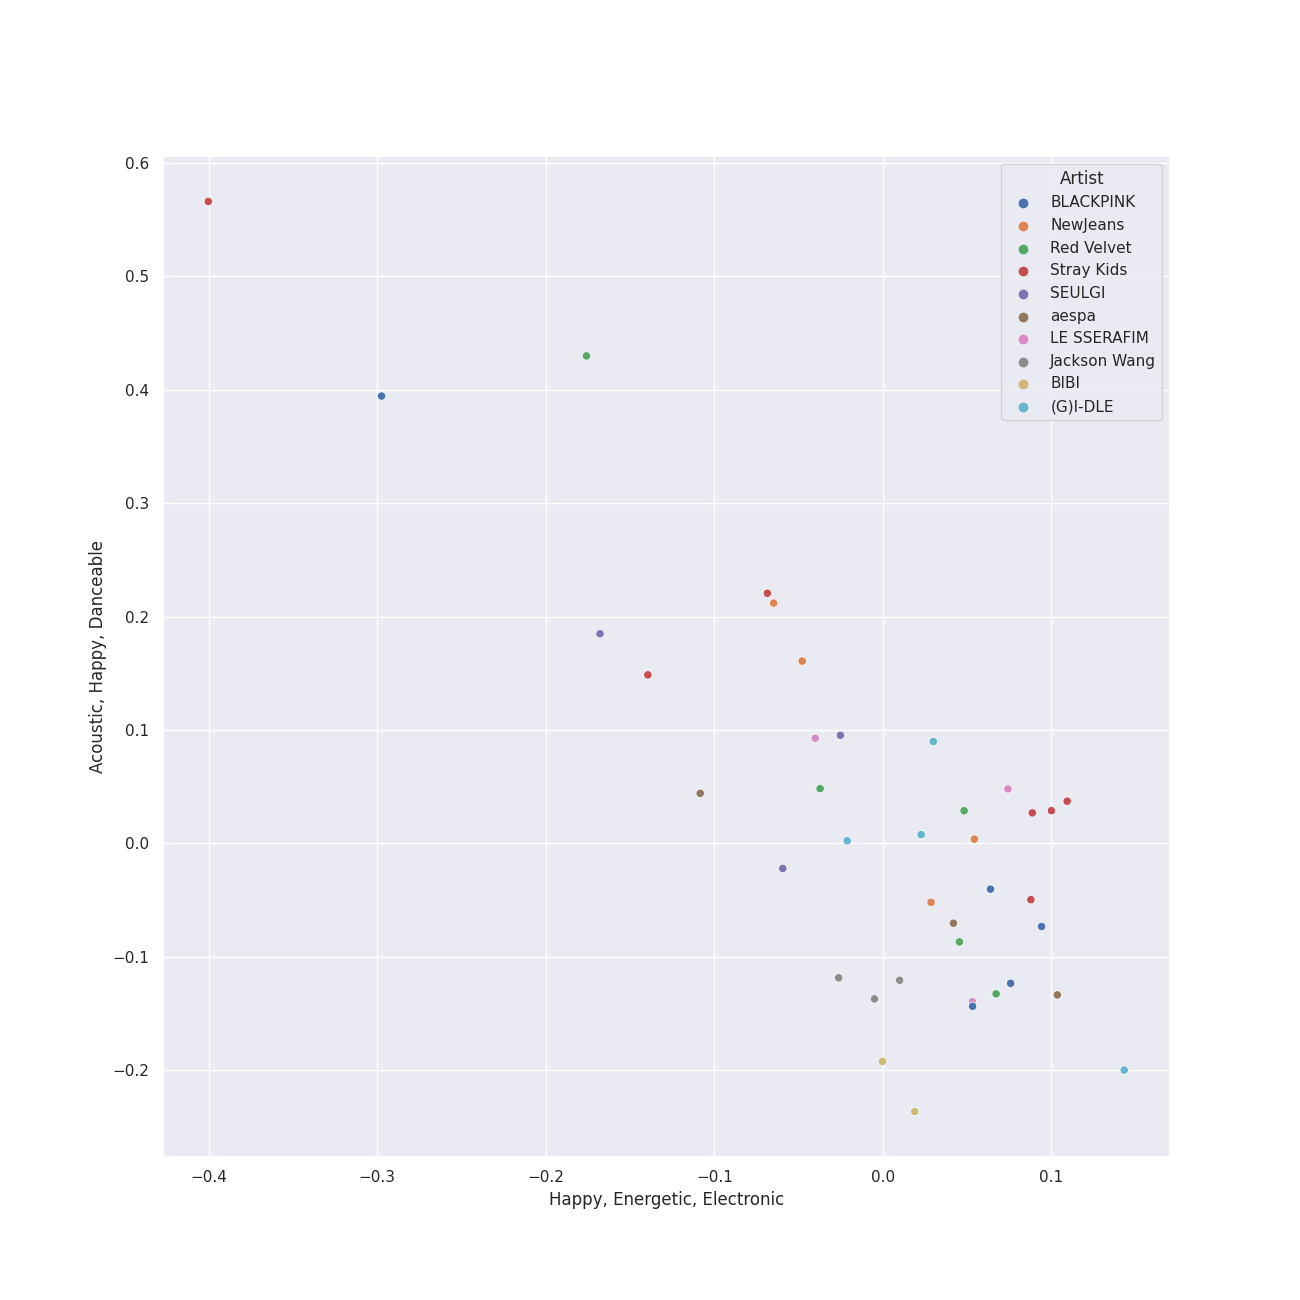 Artist
BLACKPINK
NewJeans
Red Velvet
Stray Kids
SEULGI
aespa
LE SSERAFIM
Jackson Wang
BIBI
(G)I-DLE
0.6
0.5
0.4
0.3
0.2
0.1
0.0
−0.1
−0.2
Acoustic, Happy, Danceable
−0.4
−0.3
−0.2
−0.1
0.0
0.1
Happy, Energetic, Electronic